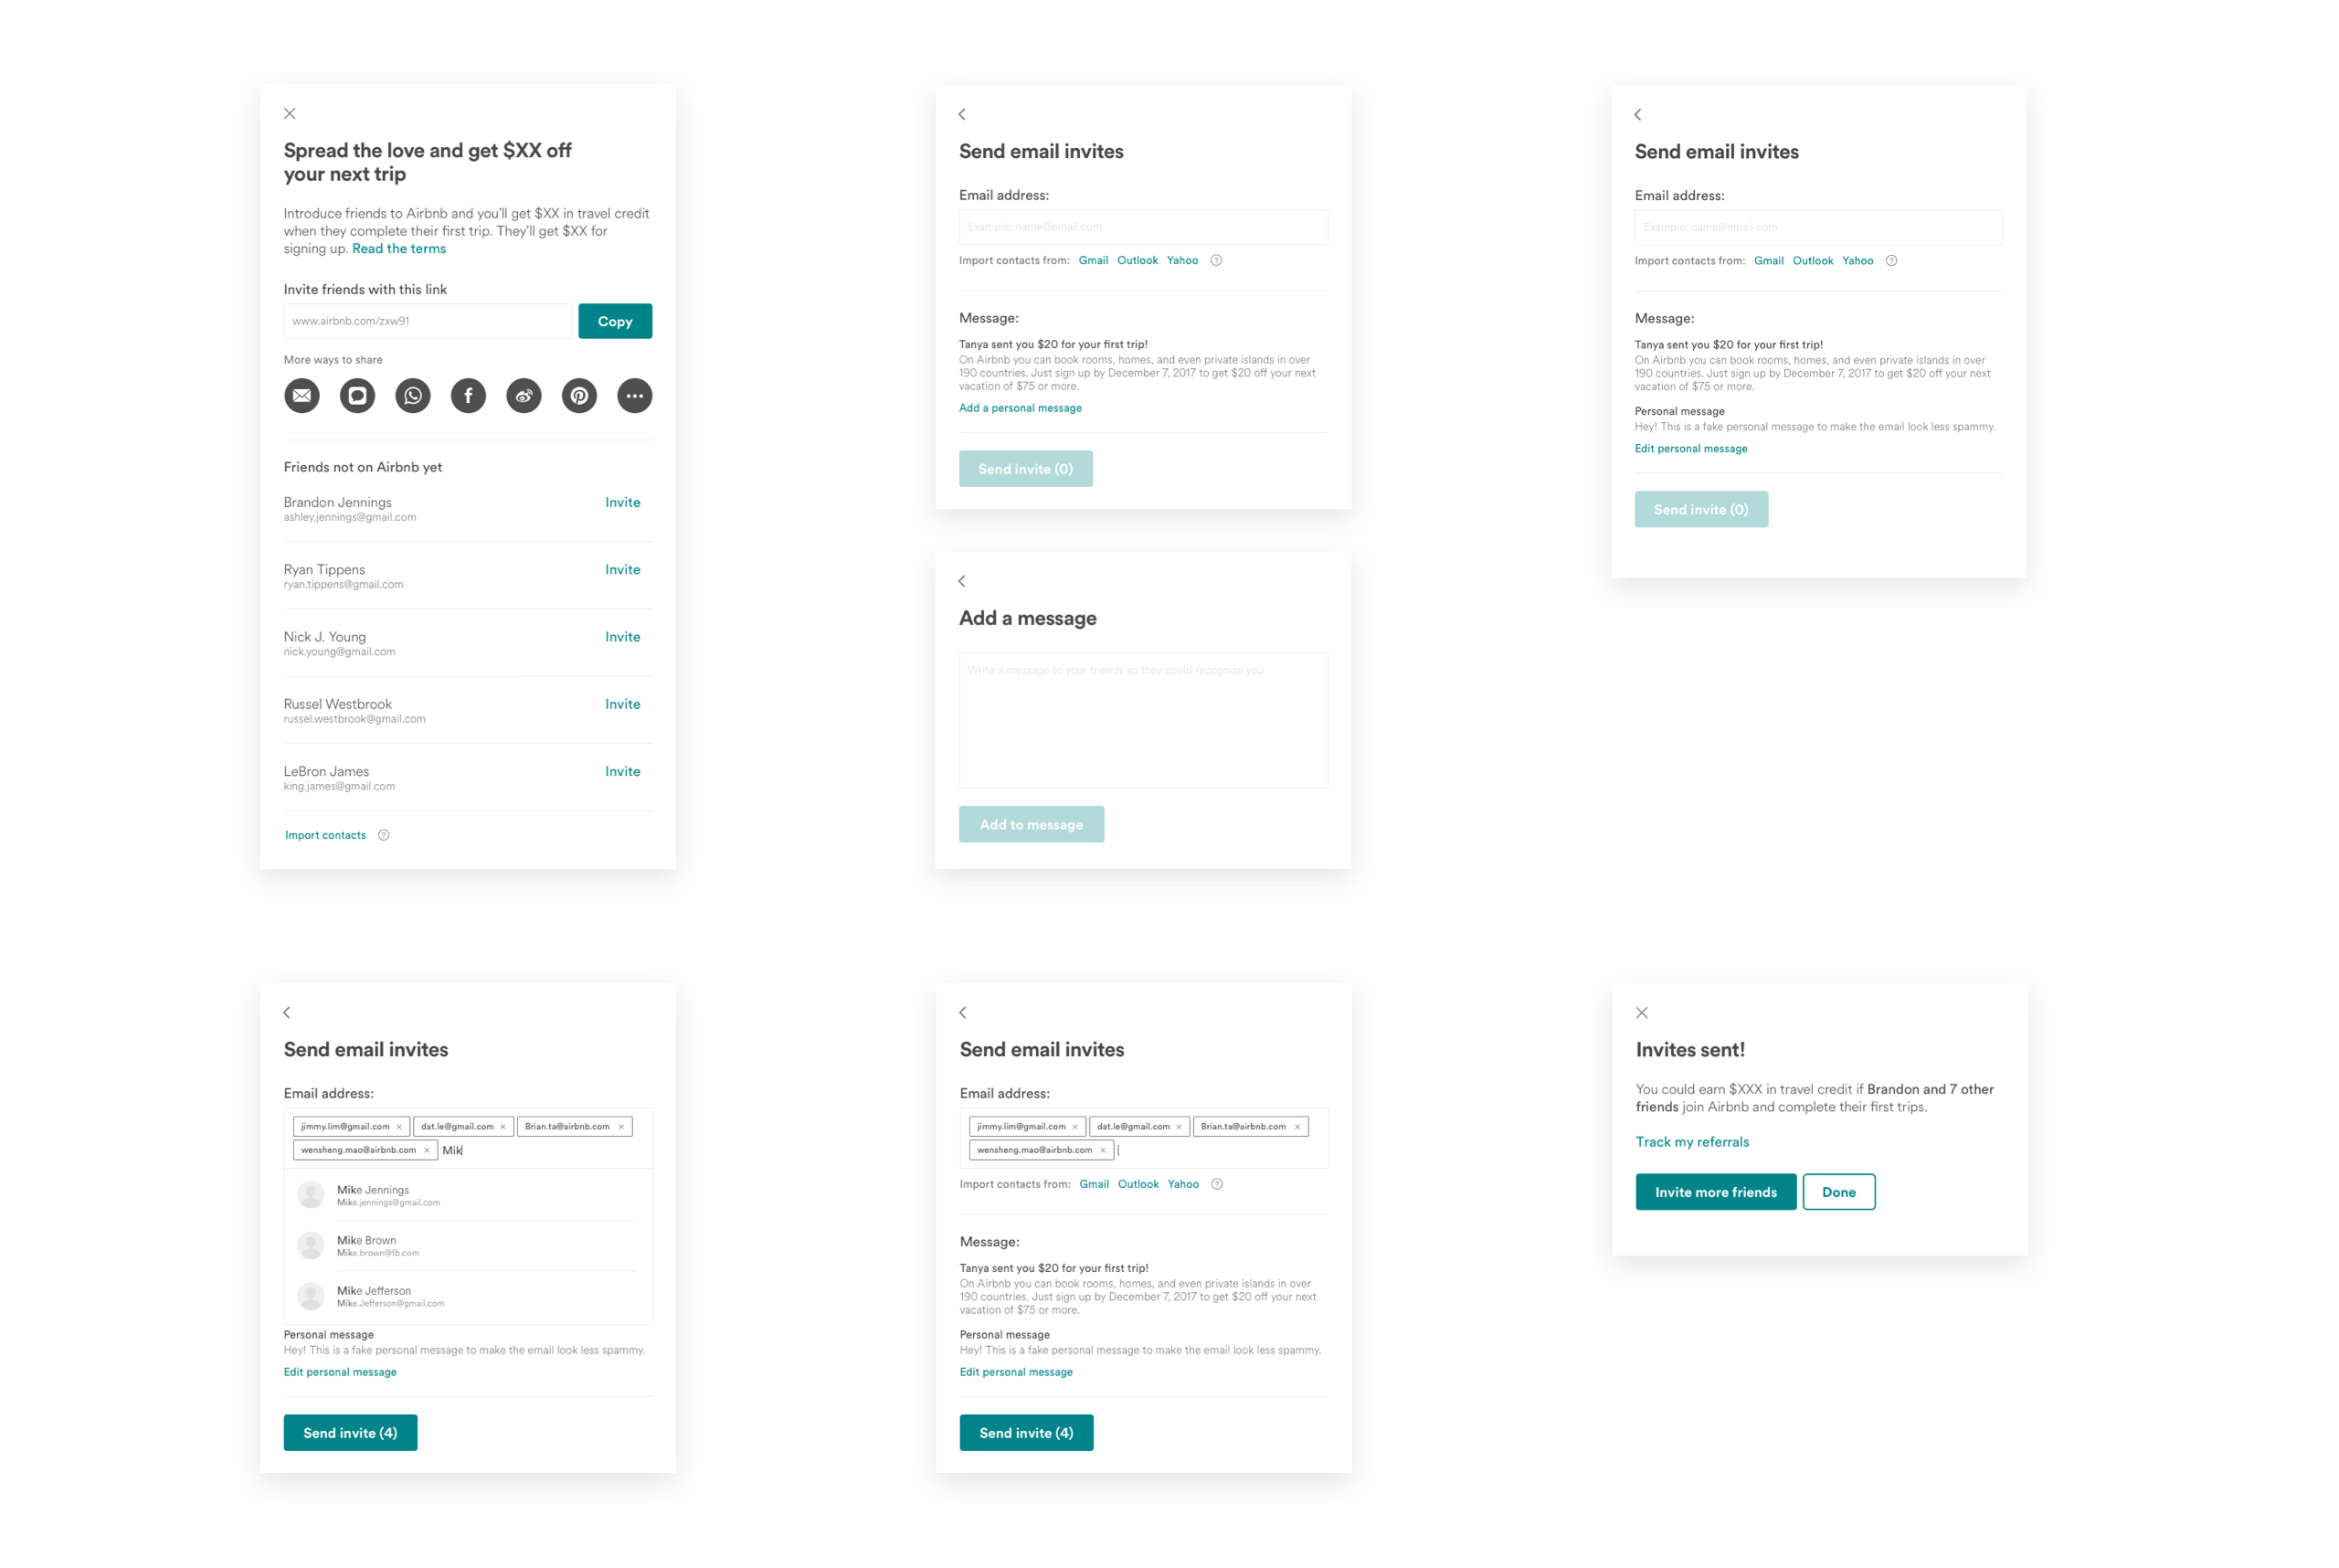 Spread the love and get $XX off
your next trip
Introduce friends to Airbnb and you'll get $XX in travel credit
when they complete their first trip. They'll get $XX for
signing up. Read the terms
Invite friends with this link
www.airbnb.com/zxw91
Copy
More ways to share
Friends not on Airbnb yet
Brandon Jennings
ashley.jennings@gmail.com
Invite
Ryan Tippens
ryan.tippens@gmail.com
Invite
Nick J. Young
nick.young@gmail.com
Invite
Russel Westbrook
russel.westbrook@gmail.com
Invite
LeBron James
king.james@gmail.com
Invite
Import contacts ?
Send email invites
Email address:
Example: name@email.com
Import contacts from: Gmail Outlook Yahoo ?
Message:
Tanya sent you $20 for your first trip!
On Airbnb you can book rooms, homes, and even private islands in over
190 countries. Just sign up by December 7, 2017 to get $20 off your next
vacation of $75 or more.
Add a personal message
Send invite (0)
Add a message
Write a message to your friends so they could recognize you
Add to message
Send email invites
Email address:
Example: name@email.com
Import contacts from: Gmail Outlook Yahoo ?
Message:
Tanya sent you $20 for your first trip!
On Airbnb you can book rooms, homes, and even private islands in over
190 countries. Just sign up by December 7, 2017 to get $20 off your next
vacation of $75 or more.
Personal message
Hey! This is a fake personal message to make the email look less spammy.
Edit personal message
Send invite (0)
Send email invites
Email address:
jimmy.lim@gmail.com × dat.le@gmail.com × Brian.ta@airbnb.com ×
wensheng.mao@airbnb.com × Mik
Mike Jennings
Mike.jennings@gmail.com
Mike Brown
Mike.brown@fb.com
Mike Jefferson
Mike.Jefferson@gmail.com
Personal message
Hey! This is a fake personal message to make the email look less spammy.
Edit personal message
Send invite (4)
Send email invites
Email address:
jimmy.lim@gmail.com × dat.le@gmail.com × Brian.ta@airbnb.com ×
wensheng.mao@airbnb.com ×
Import contacts from: Gmail Outlook Yahoo ?
Message:
Tanya sent you $20 for your first trip!
On Airbnb you can book rooms, homes, and even private islands in over
190 countries. Just sign up by December 7, 2017 to get $20 off your next
vacation of $75 or more.
Personal message
Hey! This is a fake personal message to make the email look less spammy.
Edit personal message
Send invite (4)
Invites sent!
You could earn $XXX in travel credit if Brandon and 7 other
friends join Airbnb and complete their first trips.
Track my referrals
Invite more friends
Done